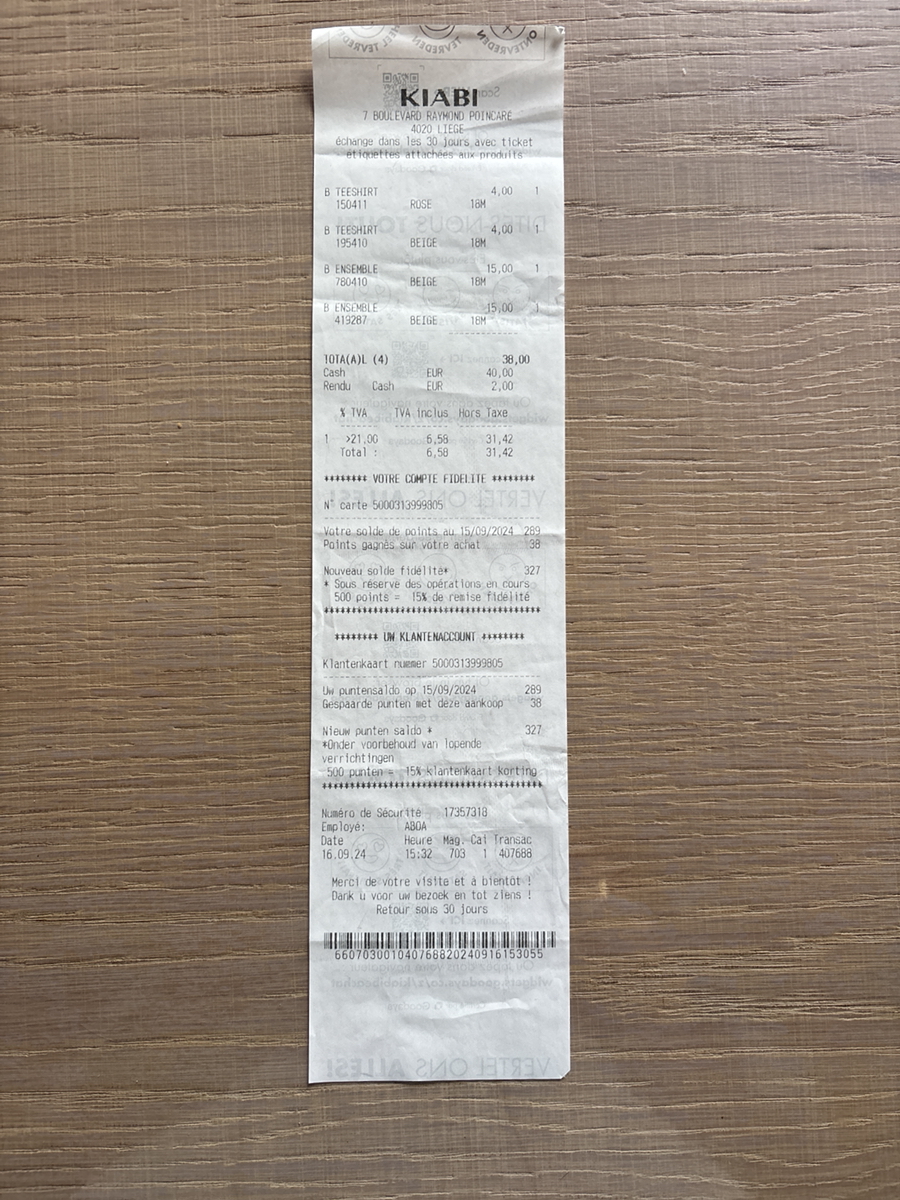 KIABI
7 BOULEVARD RAYMOND POINCARE
4020 LIEGE
échange dans les 30 jours avec ticket
étiquettes attachées aux produits
B TEESHIRT 4,00 1
150411 ROSE 18M
B TEESHIRT 4,00 1
195410 BEIGE 18M
B ENSEMBLE 15,00 1
780410 BEIGE 18M
B ENSEMBLE 15,00 1
419287 BEIGE 18M
TOTA(A)L (4) 38,00
Cash EUR 40,00
Rendu Cash EUR 2,00
% TVA TVA inclus Hors Taxe
1 >21,00 6,58 31,42
Total : 6,58 31,42
******** VOTRE COMPTE FIDELITE ********
N° carte 5000313999805
Votre solde de points au 15/09/2024 289
Points gagnés sur votre achat 38
Nouveau solde fidélité* 327
* Sous réserve des opérations en cours
500 points = 15% de remise fidélité
****************************************
******** UW KLANTENACCOUNT ********
Klantenkaart nummer 5000313999805
Uw puntensaldo op 15/09/2024 289
Gespaarde punten met deze aankoop 38
Nieuw punten saldo * 327
*Onder voorbehoud van lopende
verrichtingen
500 punten = 15% klantenkaart korting
****************************************
Numéro de Sécurité 17357318
Employé: ABOA
Date Heure Mag. Cai Transac
16.09.24 15:32 703 1 407688
Merci de votre visite et à bientôt !
Dank u voor uw bezoek en tot ziens !
Retour sous 30 jours
660703001040768820240916153055